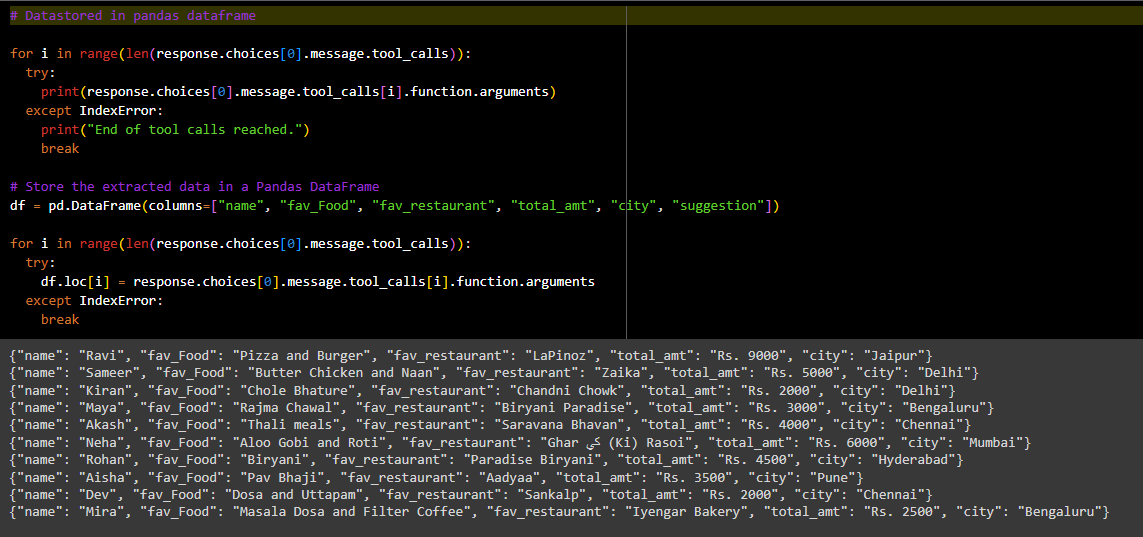 # Datastored in pandas dataframe
for i in range(len(response.choices[0].message.tool_calls)):
try:
print(response.choices[0].message.tool_calls[i].function.arguments)
except IndexError:
print("End of tool calls reached.")
break
# Store the extracted data in a Pandas DataFrame
df = pd.DataFrame(columns=["name", "fav_Food", "fav_restaurant", "total_amt", "city", "suggestion"])
for i in range(len(response.choices[0].message.tool_calls)):
try:
df.loc[i] = response.choices[0].message.tool_calls[i].function.arguments
except IndexError:
break
{"name": "Ravi", "fav_Food": "Pizza and Burger", "fav_restaurant": "LaPinoz", "total_amt": "Rs. 9000", "city": "Jaipur"}
{"name": "Sameer", "fav_Food": "Butter Chicken and Naan", "fav_restaurant": "Zaika", "total_amt": "Rs. 5000", "city": "Delhi"}
{"name": "Kiran", "fav_Food": "Chole Bhature", "fav_restaurant": "Chandni Chowk", "total_amt": "Rs. 2000", "city": "Delhi"}
{"name": "Maya", "fav_Food": "Rajma Chawal", "fav_restaurant": "Biryani Paradise", "total_amt": "Rs. 3000", "city": "Bengaluru"}
{"name": "Akash", "fav_Food": "Thali meals", "fav_restaurant": "Saravana Bhavan", "total_amt": "Rs. 4000", "city": "Chennai"}
{"name": "Neha", "fav_Food": "Aloo Gobi and Roti", "fav_restaurant": "Ghar کی (Ki) Rasoi", "total_amt": "Rs. 6000", "city": "Mumbai"}
{"name": "Rohan", "fav_Food": "Biryani", "fav_restaurant": "Paradise Biryani", "total_amt": "Rs. 4500", "city": "Hyderabad"}
{"name": "Aisha", "fav_Food": "Pav Bhaji", "fav_restaurant": "Aadyaa", "total_amt": "Rs. 3500", "city": "Pune"}
{"name": "Dev", "fav_Food": "Dosa and Uttapam", "fav_restaurant": "Sankalp", "total_amt": "Rs. 2000", "city": "Chennai"}
{"name": "Mira", "fav_Food": "Masala Dosa and Filter Coffee", "fav_restaurant": "Iyengar Bakery", "total_amt": "Rs. 2500", "city": "Bengaluru"}